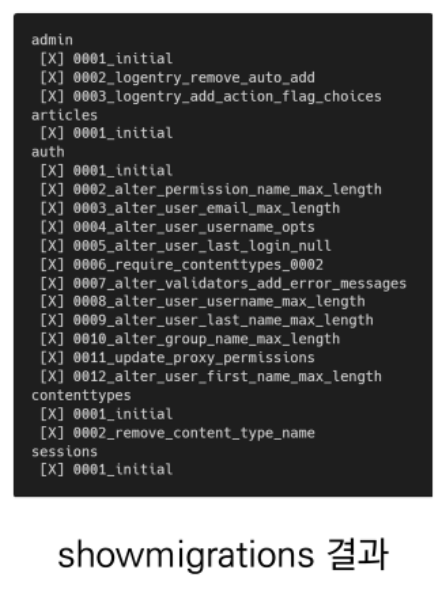 admin
[X] 0001_initial
[X] 0002_logentry_remove_auto_add
[X] 0003_logentry_add_action_flag_choices
articles
[X] 0001_initial
auth
[X] 0001_initial
[X] 0002_alter_permission_name_max_length
[X] 0003_alter_user_email_max_length
[X] 0004_alter_user_username_opts
[X] 0005_alter_user_last_login_null
[X] 0006_require_contenttypes_0002
[X] 0007_alter_validators_add_error_messages
[X] 0008_alter_user_username_max_length
[X] 0009_alter_user_last_name_max_length
[X] 0010_alter_group_name_max_length
[X] 0011_update_proxy_permissions
[X] 0012_alter_user_first_name_max_length
contenttypes
[X] 0001_initial
[X] 0002_remove_content_type_name
sessions
[X] 0001_initial
showmigrations 결과